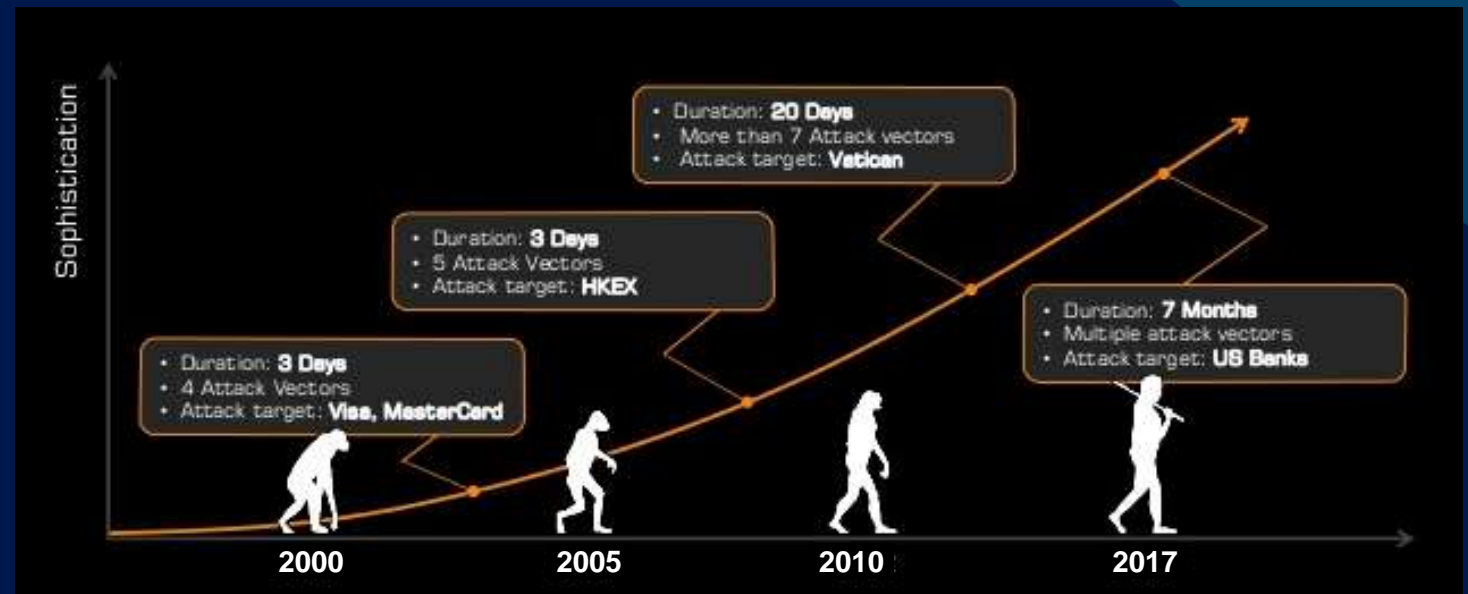 Sophistication
• Duration: 20 Days
• More than 7 Attack vectors
• Attack target: Vatican
• Duration: 3 Days
• 5 Attack Vectors
• Attack target: HKEX
• Duration: 7 Months
• Multiple attack vectors
• Attack target: US Banks
• Duration: 3 Days
• 4 Attack Vectors
• Attack target: Visa, MasterCard
2000 2005 2010 2017